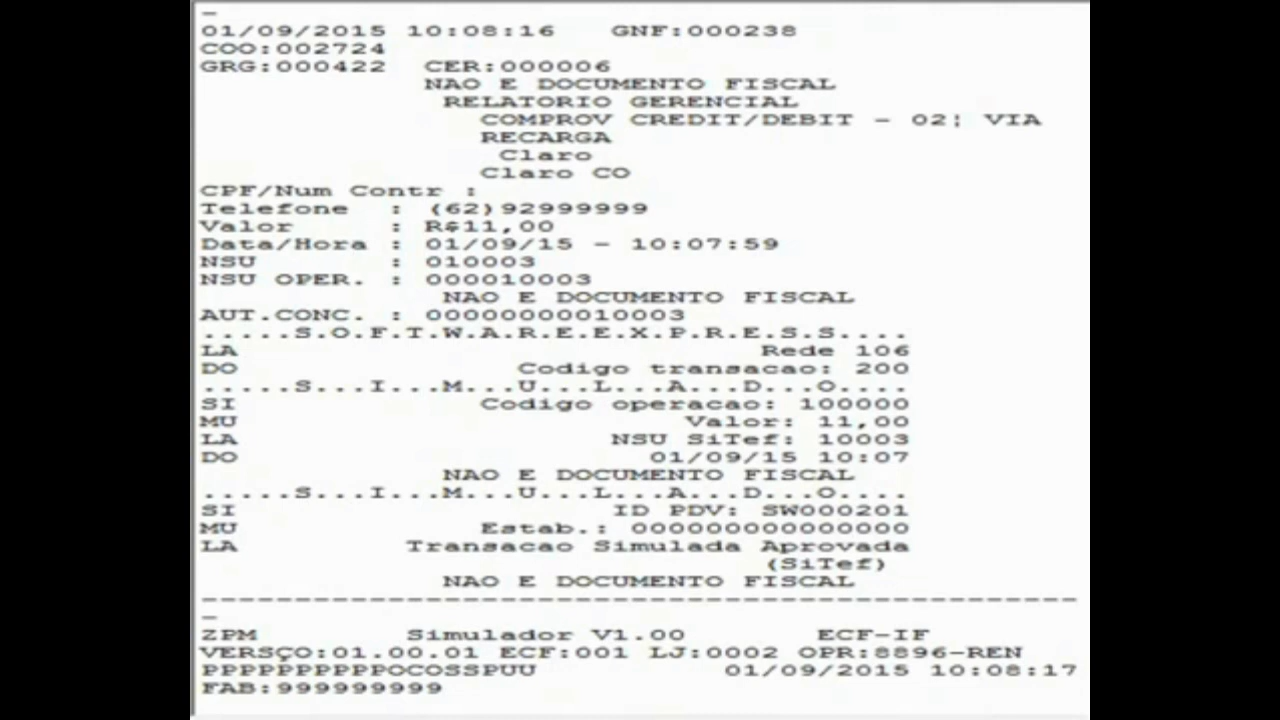 01/09/2015 10:08:16 GNF:000238
COO:002724
GRG:000422 CER:000006
NAO E DOCUMENTO FISCAL
RELATORIO GERENCIAL
COMPROV CREDIT/DEBIT - 02¦ VIA
RECARGA
Claro
Claro CO
CPF/Num Contr :
Telefone : (62)92999999
Valor : R$11,00
Data/Hora : 01/09/15 - 10:07:59
NSU : 010003
NSU OPER. : 000010003
NAO E DOCUMENTO FISCAL
AUT.CONC. : 00000000010003
.....S.O.F.T.W.A.R.E.E.X.P.R.E.S.S....
LA Rede 106
DO Codigo transacao: 200
.....S...I...M...U...L...A...D...O....
SI Codigo operacao: 100000
MU Valor: 11,00
LA NSU SiTef: 10003
DO 01/09/15 10:07
NAO E DOCUMENTO FISCAL
.....S...I...M...U...L...A...D...O....
SI ID PDV: SW000201
MU Estab.: 000000000000000
LA Transacao Simulada Aprovada
(SiTef)
NAO E DOCUMENTO FISCAL
-----------------------------------------------
-
ZPM Simulador V1.00 ECF-IF
VERSÇO:01.00.01 ECF:001 LJ:0002 OPR:8896-REN
PPPPPPPPPPOCOSSPUU 01/09/2015 10:08:17
FAB:999999999